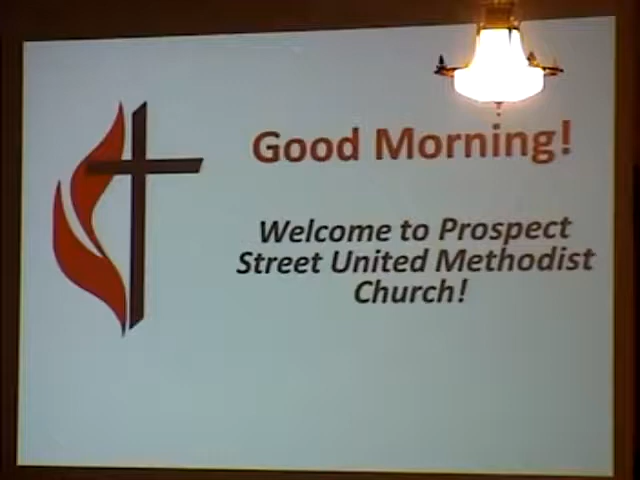 Good Morning!
Welcome to Prospect
Street United Methodist
Church!